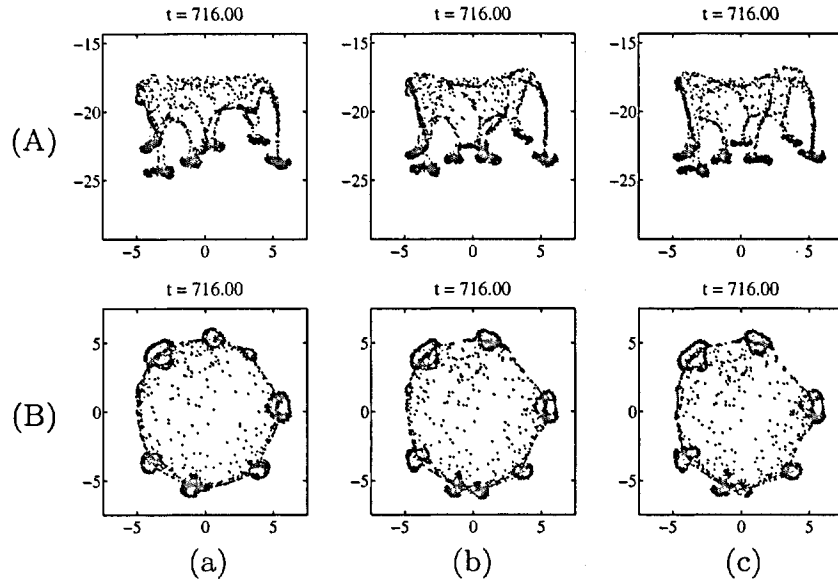 t = 716.00 t = 716.00 t = 716.00
(A)
−15 −15 −15
−20 −20 −20
−25 −25 −25
−5 0 5 −5 0 5 −5 0 5
t = 716.00 t = 716.00 t = 716.00
(B)
5 5 5
0 0 0
−5 −5 −5
−5 0 5 −5 0 5 −5 0 5
(a) (b) (c)